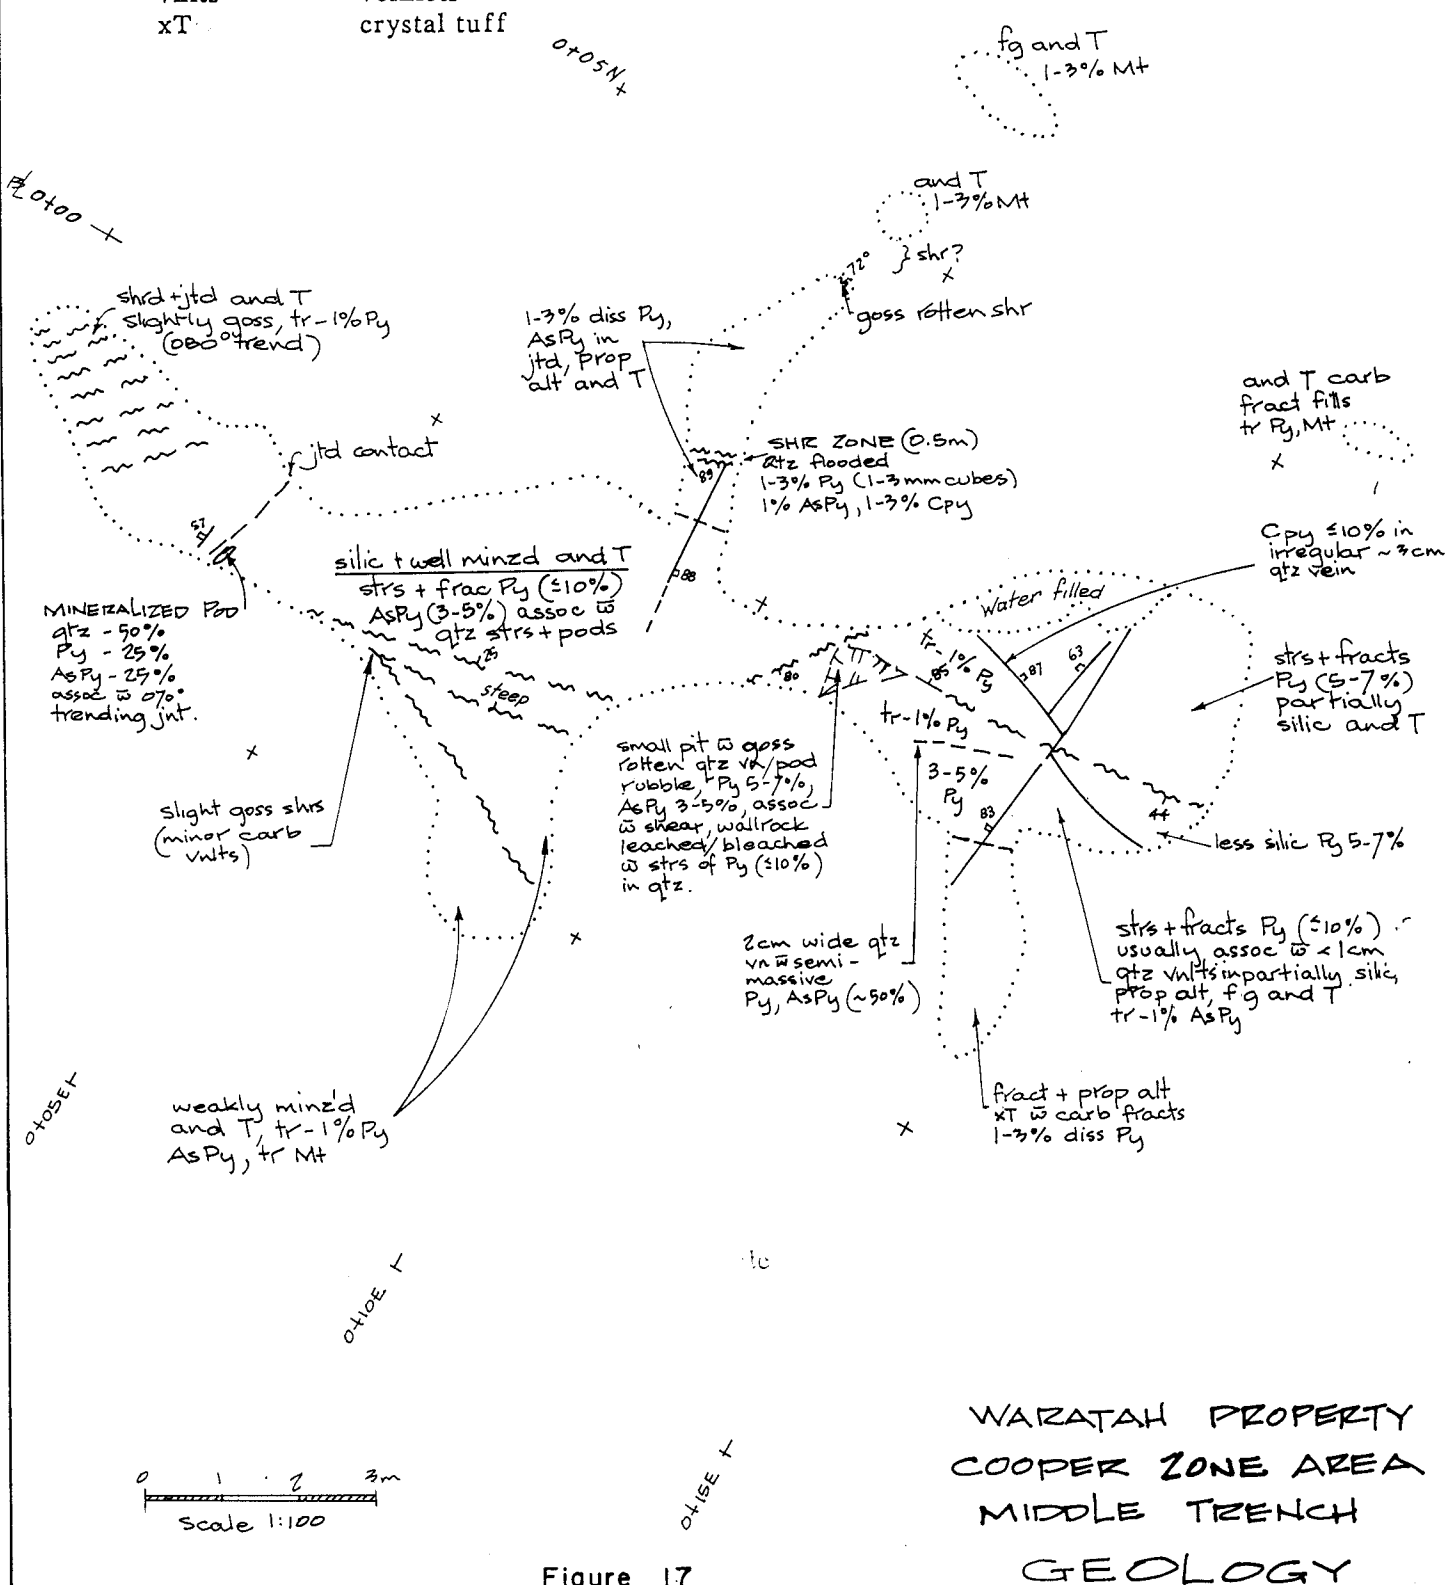 xT crystal tuff
0+05N
fg and T
1-3% Mt
and T
1-3% Mt
} shr?
72°
goss rotten shr
BL 0+00
shrd + jtd and T
slightly goss, tr-1% Py
(080° trend)
1-3% diss Py,
AsPy in
jtd, prop
alt and T
jtd contact
SHR ZONE (0.5m)
Qtz flooded
1-3% Py (1-3mm cubes)
1% AsPy, 1-3% Cpy
89
and T carb
fract fills
tr Py, Mt
Cpy ≤10% in
irregular ~3cm
qtz vein
57
silic + well minzd and T
strs + frac Py (≤10%)
AsPy (3-5%) assoc w̄
qtz strs + pods
88
MINERALIZED POD
qtz - 50%
Py - 25%
AsPy - 25%
assoc w̄ 070°
trending jnt.
25
steep
80
water filled
tr-1% Py
85
87
63
tr-1% Py
3-5%
Py
83
44
strs + fracts
Py (5-7%)
partially
silic and T
small pit w̄ goss
rotten qtz vn/pod
rubble, Py 5-7%,
AsPy 3-5%, assoc
w̄ shear, wallrock
leached/bleached
w̄ strs of Py (≤10%)
in qtz.
slight goss shrs
(minor carb
vnlts)
less silic Py 5-7%
2cm wide qtz
vn w̄ semi-
massive
Py, AsPy (~50%)
strs + fracts Py (≤10%)
usually assoc w̄ <1cm
qtz vnlts in partially silic,
prop alt, fg and T
tr-1% AsPy
fract + prop alt
xT w̄ carb fracts
1-3% diss Py
weakly minz'd
and T, tr-1% Py
AsPy, tr Mt
0+05E
0+10E
0+15E
0 1 2 3m
Scale 1:100
WARATAH PROPERTY
COOPER ZONE AREA
MIDDLE TRENCH
GEOLOGY
Figure 17